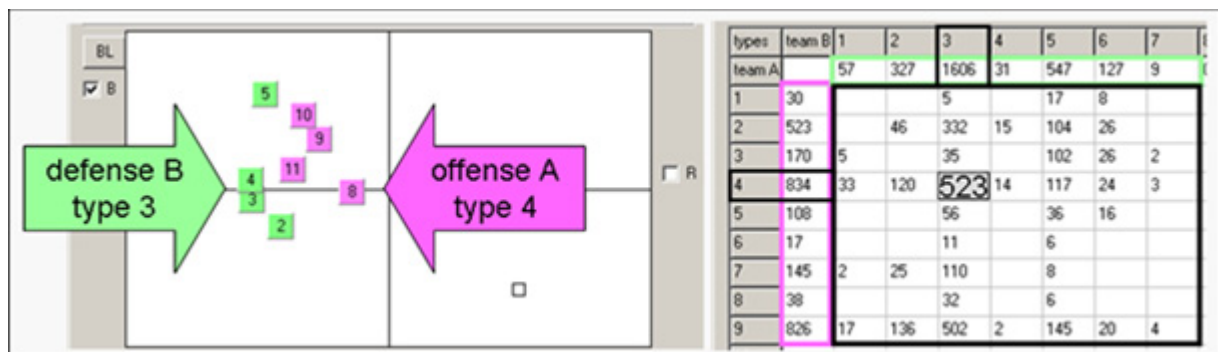 BL
B
5
10
9
11
4
3
8
2
defense B
type 3
offense A
type 4
R
types team B 1 2 3 4 5 6 7
team A 57 327 1606 31 547 127 9
1 30 5 17 8
2 523 46 332 15 104 26
3 170 5 35 102 26 2
4 834 33 120 523 14 117 24 3
5 108 56 36 16
6 17 11 6
7 145 2 25 110 8
8 38 32 6
9 826 17 136 502 2 145 20 4